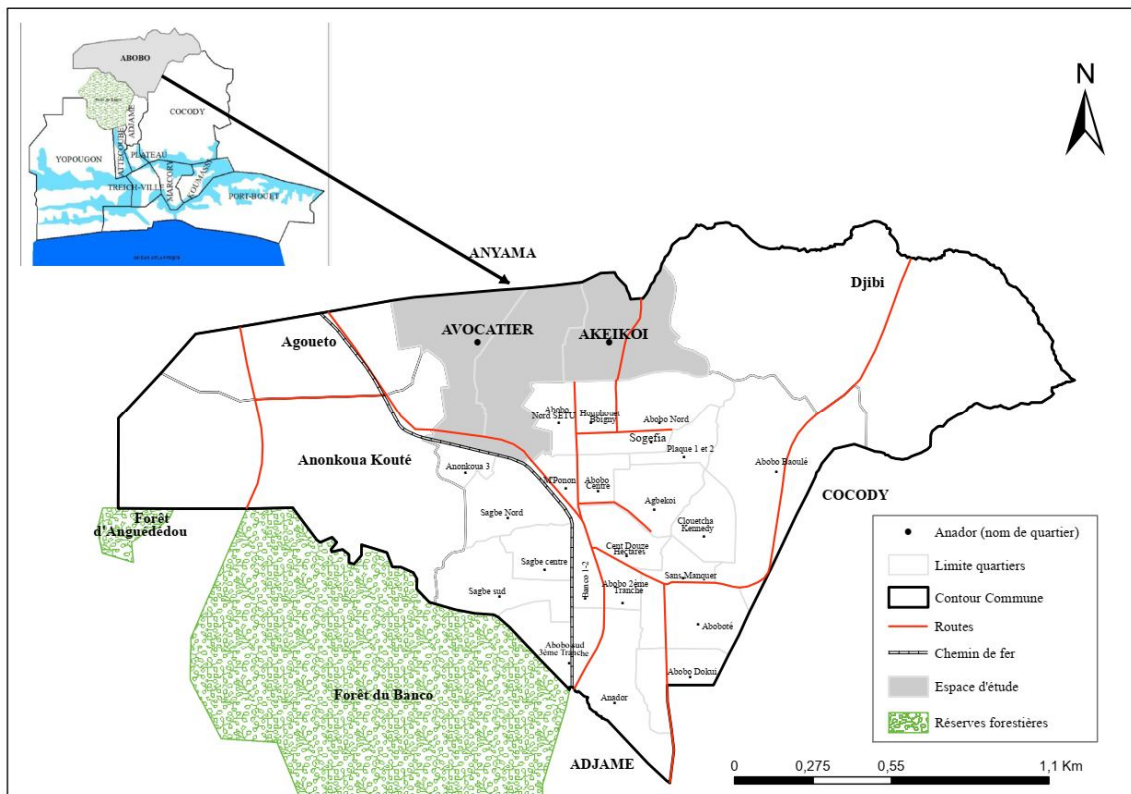 ABOBO
COCODY
ADJAME
YOPOUGON
ATTECOUBE
PLATEAU
TREICH-VILLE
MARCORY
KOUMASSI
PORT-BOUET
N
ANYAMA
Djibi
AVOCATIER
AKEIKOI
Agoueto
Abobo
Nord SETU
Houphouet
Boigny
Abobo Nord
Sogefia
Plaque 1 et 2
Anonkoua Kouté
Anonkoua 3
M'Ponon
Abobo
Centre
Abobo Baoulé
COCODY
Agbekoi
Sagbe Nord
Clouetcha
Kennedy
Forêt
d'Anguédédou
Cent Douze
Hectares
Sagbe centre
Banco 1-2
Sans Manquer
Abobo 2ème
Tranche
Sagbe sud
Aboboté
Abobo sud
3ème Tranche
Abobo Dokui
Forêt du Banco
Anador
ADJAME
Anador (nom de quartier)
Limite quartiers
Contour Commune
Routes
Chemin de fer
Espace d'étude
Réserves forestières
0 0,275 0,55 1,1 Km